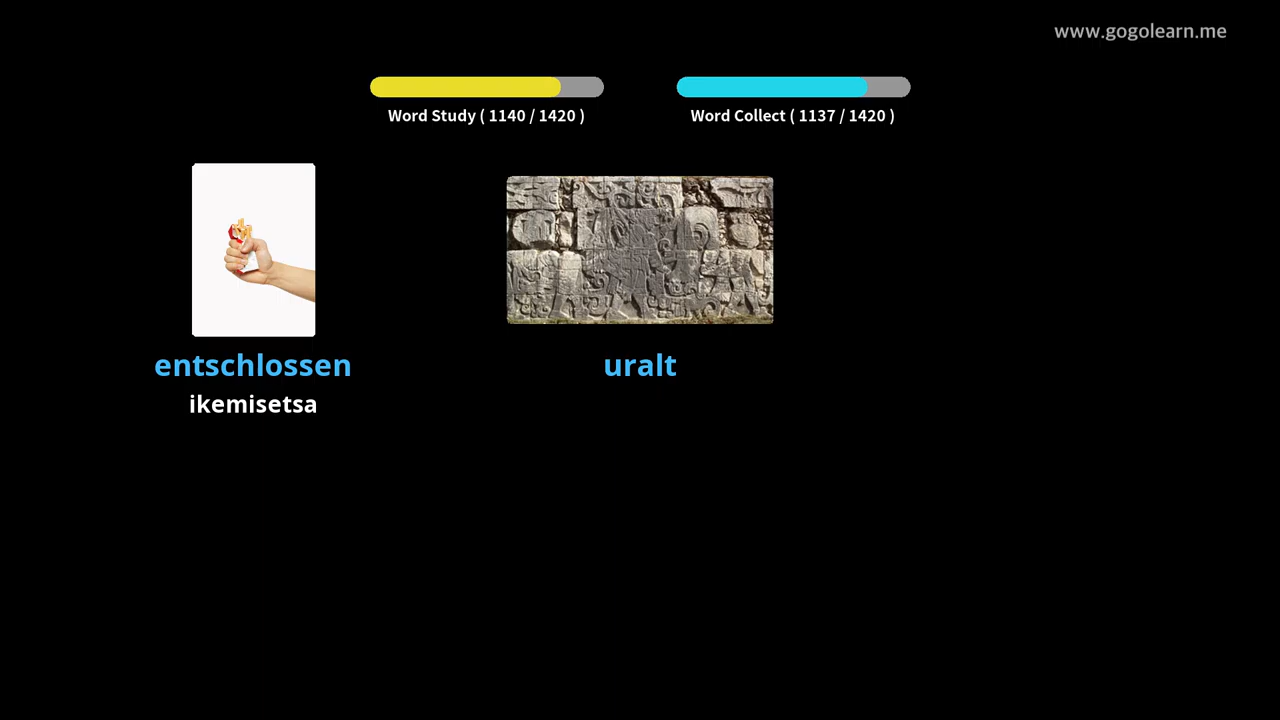 www.gogolearn.me
Word Study ( 1140 / 1420 )
Word Collect ( 1137 / 1420 )
entschlossen
ikemisetsa
uralt